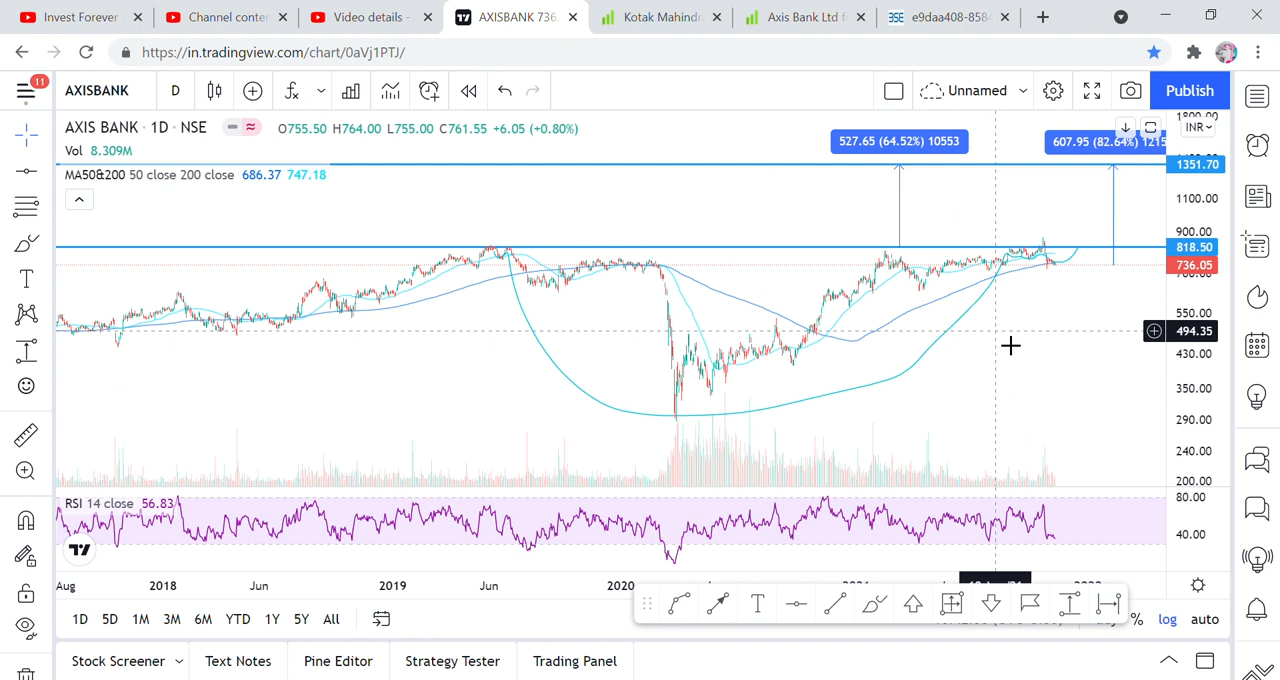 Invest Forever
Channel conter
Video details -
AXISBANK 736.
Kotak Mahindr
Axis Bank Ltd fi
e9daa408-8584
https://in.tradingview.com/chart/0aVj1PTJ/
11
AXISBANK
D
Unnamed
Publish
AXIS BANK · 1D · NSE
O755.50 H764.00 L755.00 C761.55 +6.05 (+0.80%)
Vol 8.309M
MA50&200 50 close 200 close 686.37 747.18
527.65 (64.52%) 10553
607.95 (82.64%) 1215
INR
1800.00
1351.70
1100.00
900.00
818.50
736.05
550.00
494.35
430.00
350.00
290.00
240.00
200.00
RSI 14 close 56.83
80.00
40.00
Aug 2018 Jun 2019 Jun 2020
1D 5D 1M 3M 6M YTD 1Y 5Y All
% log auto
Stock Screener Text Notes Pine Editor Strategy Tester Trading Panel